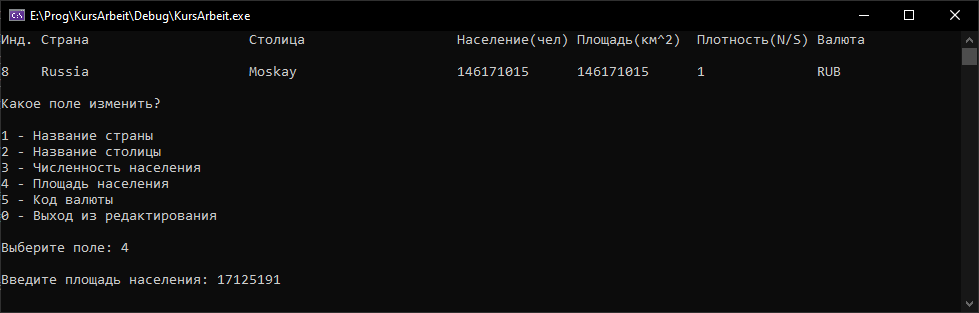 E:\Prog\KursArbeit\Debug\KursArbeit.exe
Инд. Страна Столица Население(чел) Площадь(км^2) Плотность(N/S) Валюта
8 Russia Moskay 146171015 146171015 1 RUB
Какое поле изменить?
1 - Название страны
2 - Название столицы
3 - Численность населения
4 - Площадь населения
5 - Код валюты
0 - Выход из редактирования
Выберите поле: 4
Введите площадь населения: 17125191